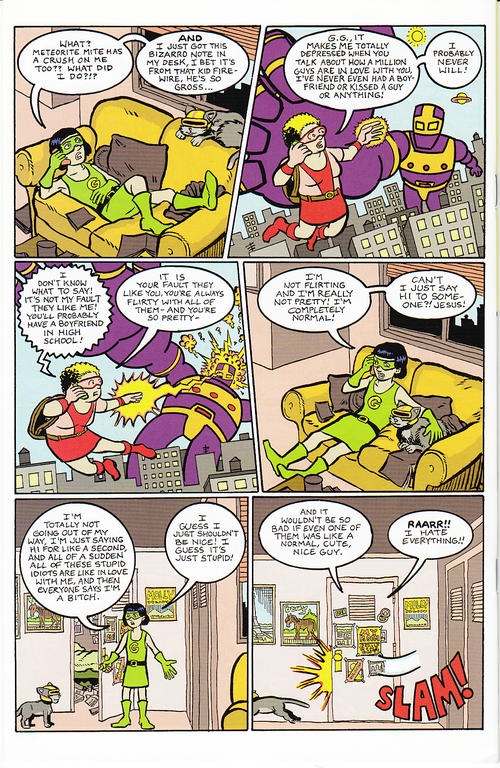 WHAT?
METEORITE MITE HAS
A CRUSH ON ME
TOO?? WHAT DID
I DO?!?
AND
I JUST GOT THIS
BIZARRO NOTE IN
MY DESK, I BET IT'S
FROM THAT KID FIRE-
WIRE, HE'S SO
GROSS...
G.G., IT
MAKES ME TOTALLY
DEPRESSED WHEN YOU
TALK ABOUT HOW A MILLION
GUYS ARE IN LOVE WITH YOU,
I'VE NEVER EVEN HAD A BOY-
FRIEND OR KISSED A GUY
OR ANYTHING!
I
PROBABLY
NEVER
WILL!
I
DON'T KNOW
WHAT TO SAY!
IT'S NOT MY FAULT
THEY LIKE ME!
YOU'LL PROBABLY
HAVE A BOYFRIEND
IN HIGH
SCHOOL!
IT IS
YOUR FAULT THEY
LIKE YOU, YOU'RE ALWAYS
FLIRTY WITH ALL OF
THEM- AND YOU'RE
SO PRETTY-
I'M
NOT FLIRTING
AND I'M REALLY
NOT PRETTY! I'M
COMPLETELY
NORMAL!
CAN'T
I JUST SAY
HI TO SOME-
ONE?! JESUS!
G
I'M
TOTALLY NOT
GOING OUT OF MY
WAY, I'M JUST SAYING
HI FOR LIKE A SECOND,
AND ALL OF A SUDDEN
ALL OF THESE STUPID
IDIOTS ARE LIKE IN LOVE
WITH ME, AND THEN
EVERYONE SAYS I'M
A BITCH.
I
GUESS I
JUST SHOULDN'T
BE NICE! I
GUESS IT'S
JUST STUPID!
MOLLY
G
AND IT
WOULDN'T BE SO
BAD IF EVEN ONE OF
THEM WAS LIKE A
NORMAL, CUTE,
NICE GUY.
RAARR!!
I HATE
EVERYTHING!!
MOLLY
SLAM!